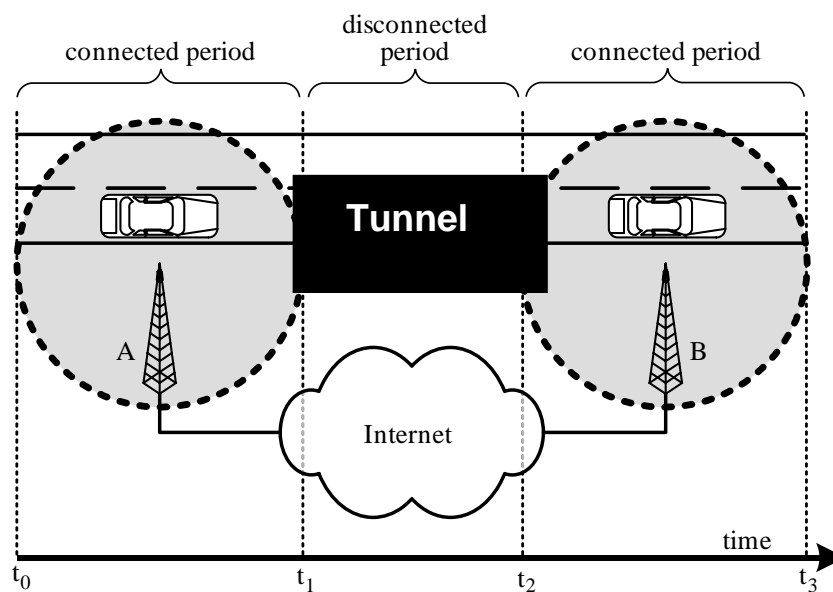 disconnected
connected period
period
connected period
Tunnel
A
B
Internet
time
t0
t1
t2
t3